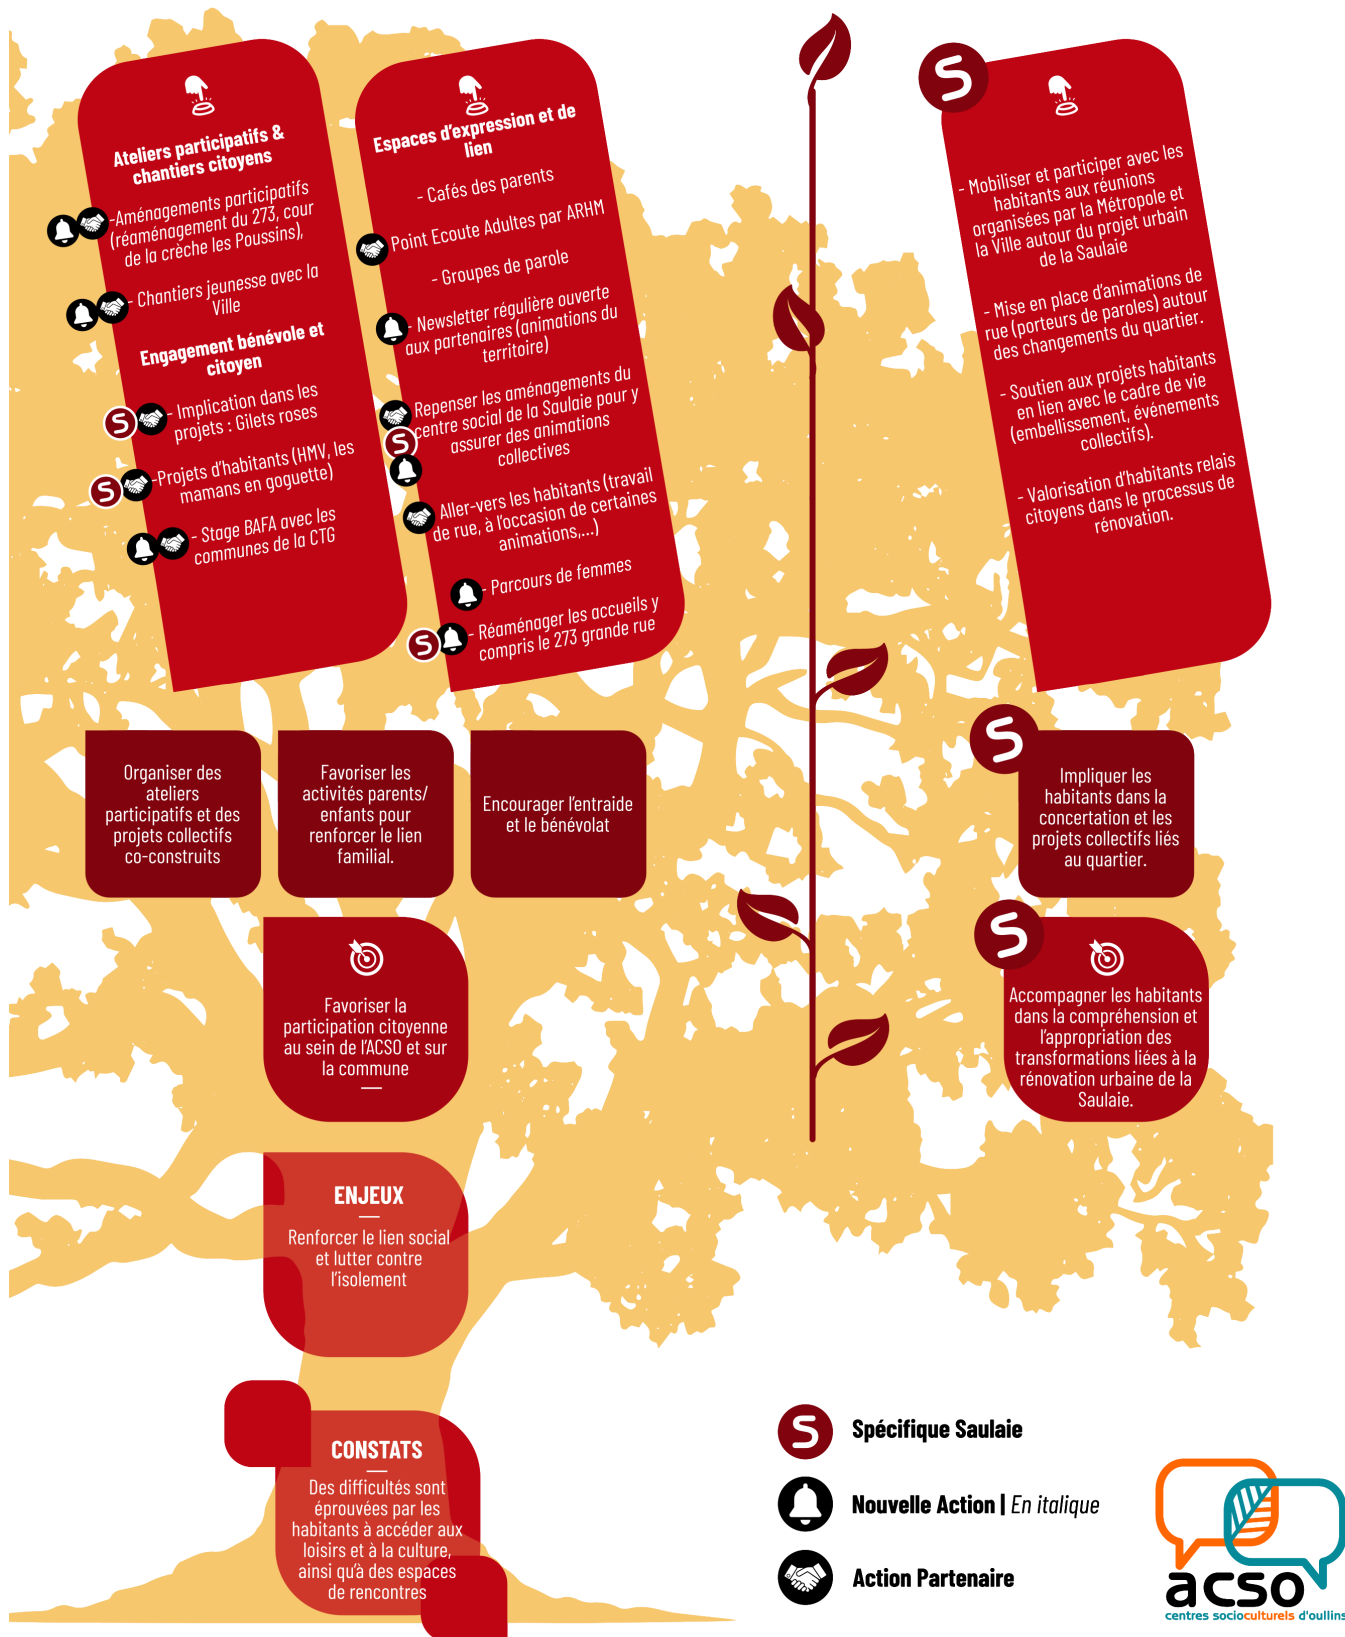 Ateliers participatifs &
chantiers citoyens
-Aménagements participatifs
(réaménagement du 273, cour
de la crèche les Poussins),
- Chantiers jeunesse avec la
Ville
Engagement bénévole et
citoyen
- Implication dans les
projets : Gilets roses
-Projets d'habitants (HMV, les
mamans en goguette)
- Stage BAFA avec les
communes de la CTG
Espaces d'expression et de
lien
- Cafés des parents
Point Ecoute Adultes par ARHM
- Groupes de parole
- Newsletter régulière ouverte
aux partenaires (animations du
territoire)
Repenser les aménagements du
centre social de la Saulaie pour y
assurer des animations
collectives
Aller-vers les habitants (travail
de rue, à l'occasion de certaines
animations,...)
- Parcours de femmes
- Réaménager les accueils y
compris le 273 grande rue
S
- Mobiliser et participer avec les
habitants aux réunions
organisées par la Métropole et
la Ville autour du projet urbain
de la Saulaie
- Mise en place d'animations de
rue (porteurs de paroles) autour
des changements du quartier.
- Soutien aux projets habitants
en lien avec le cadre de vie
(embellissement, événements
collectifs).
- Valorisation d'habitants relais
citoyens dans le processus de
rénovation.
Organiser des
ateliers
participatifs et des
projets collectifs
co-construits
Favoriser les
activités parents/
enfants pour
renforcer le lien
familial.
Encourager l'entraide
et le bénévolat
S
Impliquer les
habitants dans la
concertation et les
projets collectifs liés
au quartier.
Favoriser la
participation citoyenne
au sein de l'ACSO et sur
la commune
S
Accompagner les habitants
dans la compréhension et
l'appropriation des
transformations liées à la
rénovation urbaine de la
Saulaie.
ENJEUX
Renforcer le lien social
et lutter contre
l'isolement
CONSTATS
Des difficultés sont
éprouvées par les
habitants à accéder aux
loisirs et à la culture,
ainsi qu'à des espaces
de rencontres
S Spécifique Saulaie
Nouvelle Action | En italique
Action Partenaire
acso
centres socioculturels d'oullins